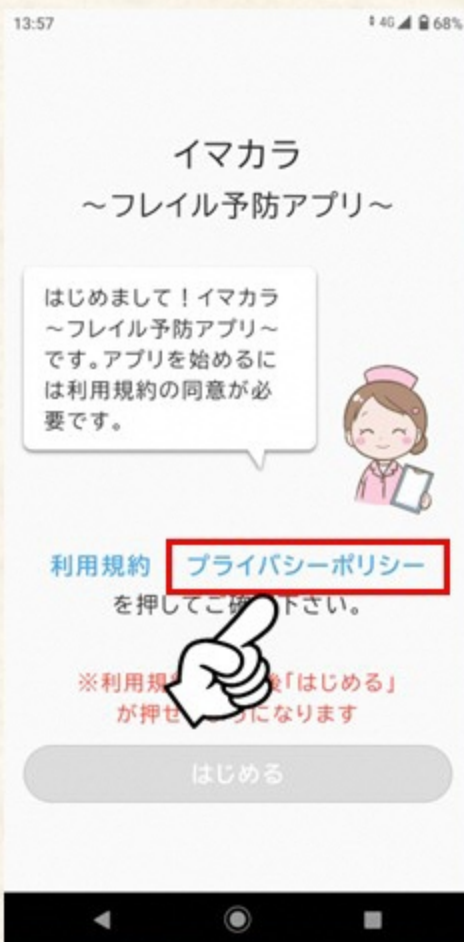 13:57 4G 68%
イマカラ
~フレイル予防アプリ~
はじめまして!イマカラ
~フレイル予防アプリ~
です。アプリを始めるに
は利用規約の同意が必
要です。
利用規約 プライバシーポリシー
を押してご 下さい。
※利用規 後「はじめる」
が押せ うになります
はじめる